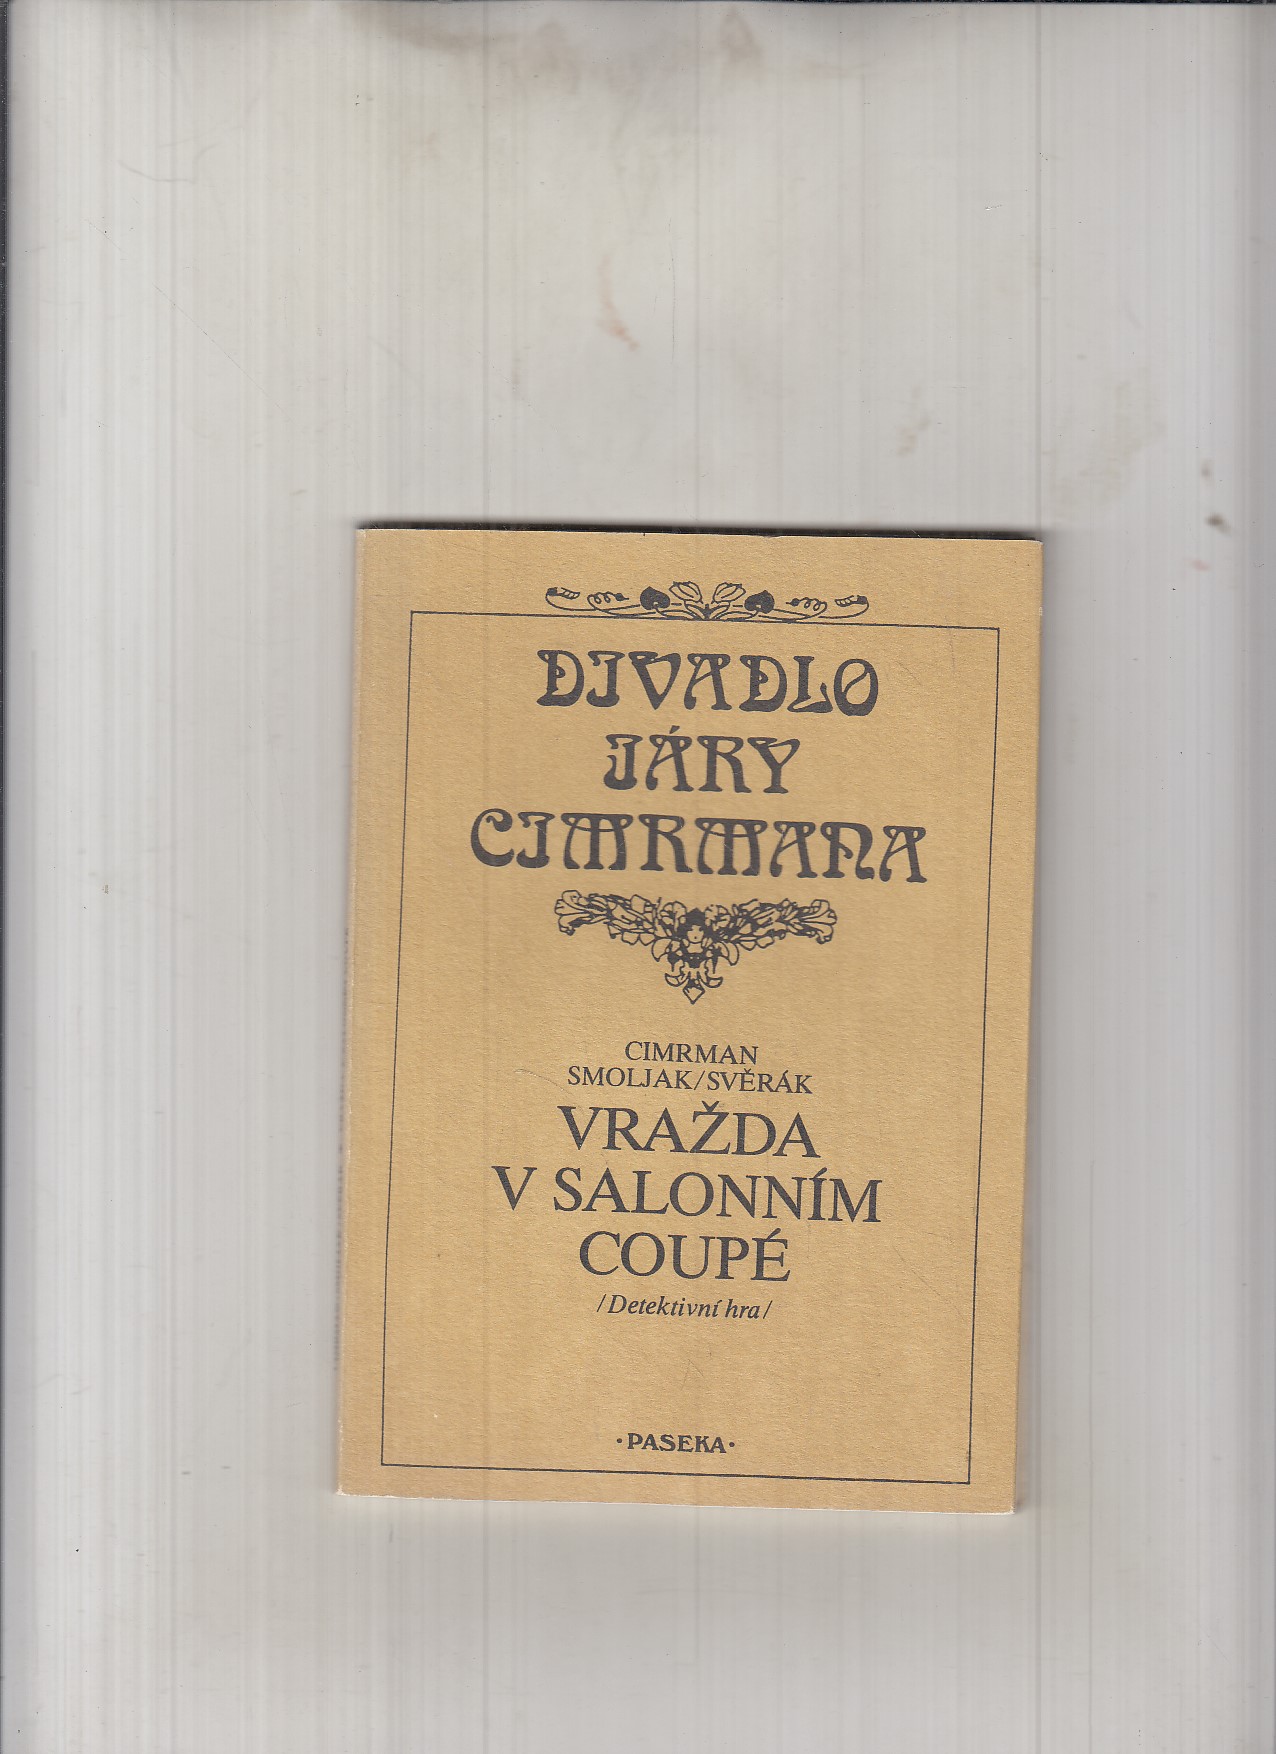 DIVADLO
JÁRY
CIMRMANA
CIMRMAN
SMOLJAK/SVĚRÁK
VRAŽDA
V SALONNÍM
COUPÉ
/Detektivní hra/
·PASEKA·